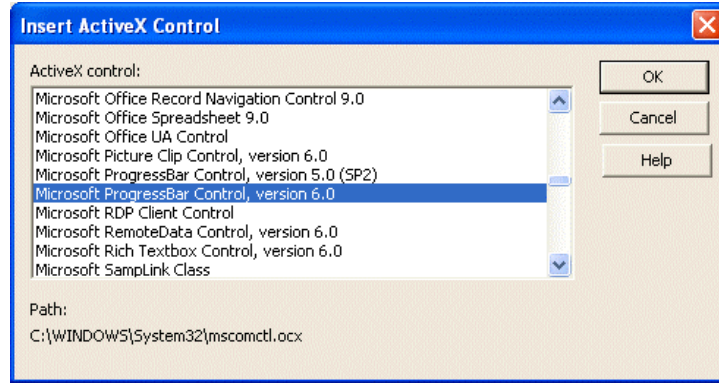 Insert ActiveX Control
ActiveX control:
Microsoft Office Record Navigation Control 9.0
Microsoft Office Spreadsheet 9.0
Microsoft Office UA Control
Microsoft Picture Clip Control, version 6.0
Microsoft ProgressBar Control, version 5.0 (SP2)
Microsoft ProgressBar Control, version 6.0
Microsoft RDP Client Control
Microsoft RemoteData Control, version 6.0
Microsoft Rich Textbox Control, version 6.0
Microsoft SampLink Class
OK
Cancel
Help
Path:
C:\WINDOWS\System32\mscomctl.ocx